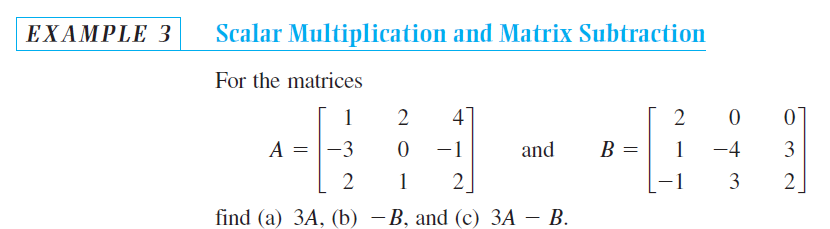 EXAMPLE 3 Scalar Multiplication and Matrix Subtraction
For the matrices
1 2 4 2 0 0
A = -3 0 -1 and B = 1 -4 3
2 1 2 -1 3 2
find (a) 3A, (b) -B, and (c) 3A - B.